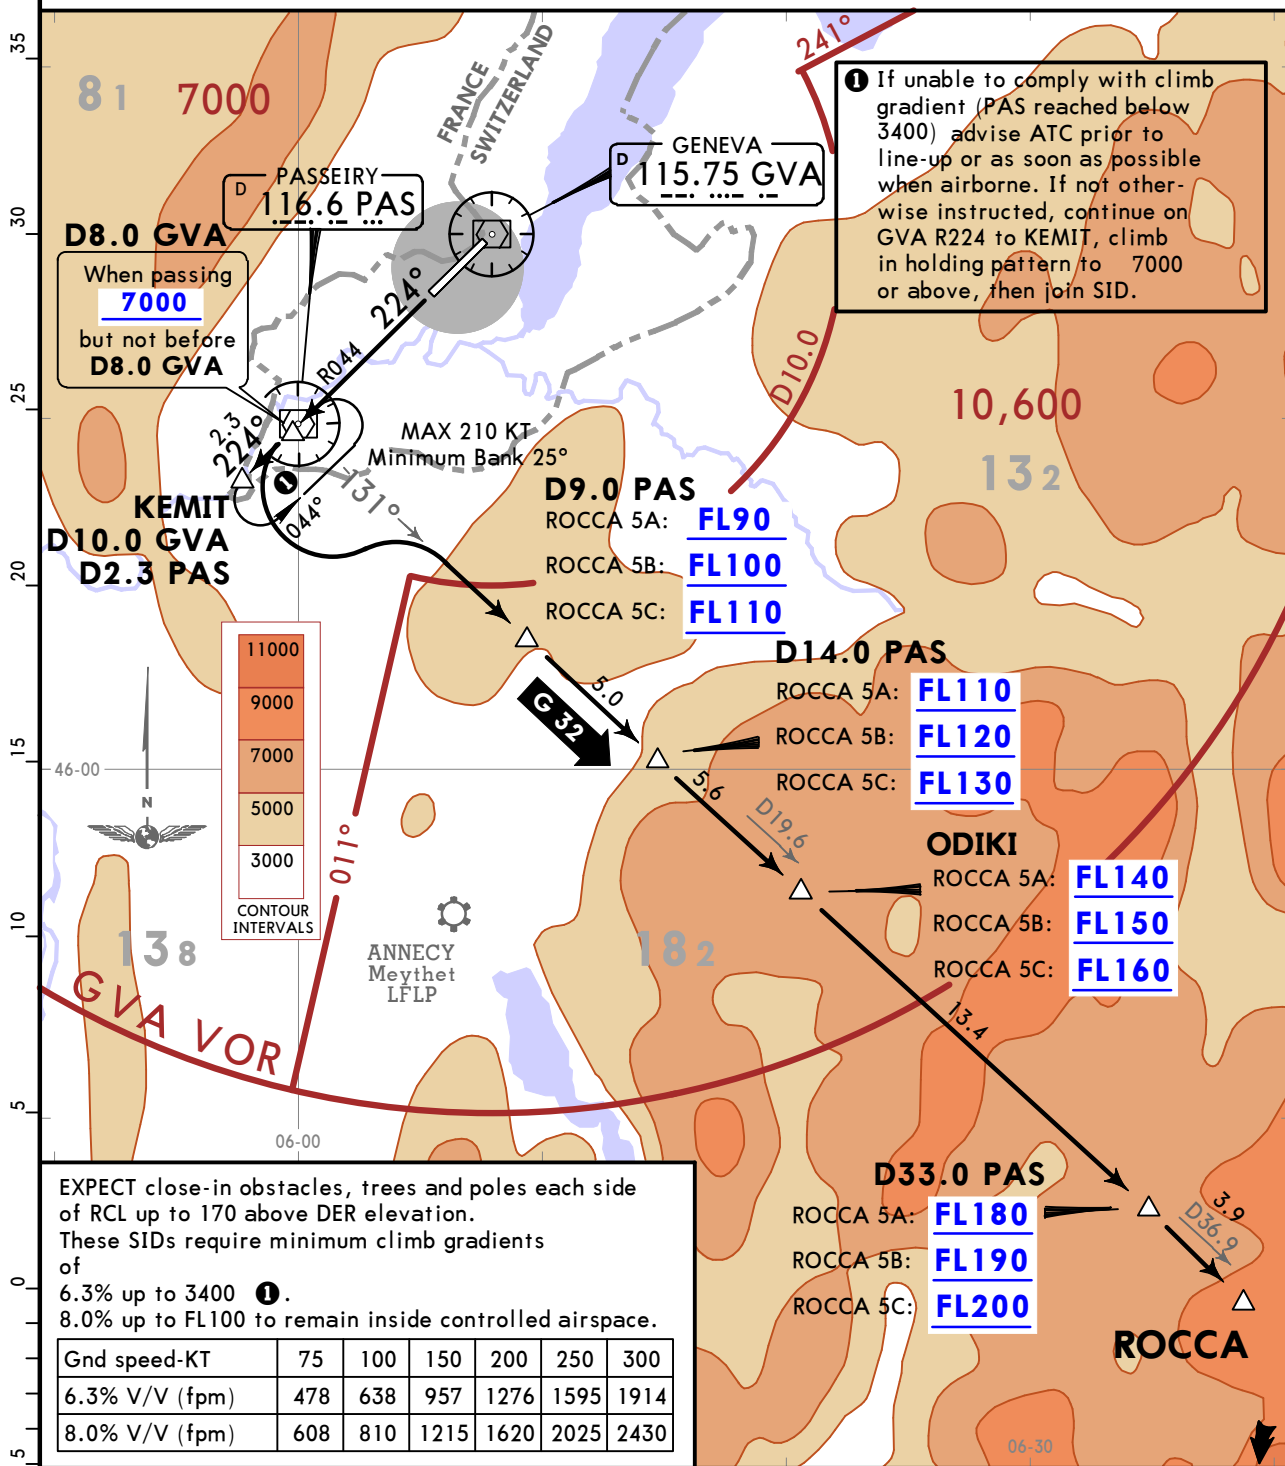 35
30
25
20
15
10
5
0
5
8 1
7000
FRANCE
SWITZERLAND
241°
PASSEIRY
D 116.6 PAS
GENEVA
D 115.75 GVA
❶ If unable to comply with climb
gradient (PAS reached below
3400) advise ATC prior to
line-up or as soon as possible
when airborne. If not other-
wise instructed, continue on
GVA R224 to KEMIT, climb
in holding pattern to 7000
or above, then join SID.
D8.0 GVA
When passing
7000
but not before
D8.0 GVA
224°
R044
2.3
224°
D10.0
10,600
13 2
MAX 210 KT
Minimum Bank 25°
❶
131°
044°
KEMIT
D10.0 GVA
D2.3 PAS
D9.0 PAS
ROCCA 5A: FL90
ROCCA 5B: FL100
ROCCA 5C: FL110
5.0
G 32
D14.0 PAS
ROCCA 5A: FL110
ROCCA 5B: FL120
ROCCA 5C: FL130
46-00
N
11000
9000
7000
5000
3000
CONTOUR
INTERVALS
011°
5.6
D19.6
ODIKI
ROCCA 5A: FL140
ROCCA 5B: FL150
ROCCA 5C: FL160
13 8
ANNECY
Meythet
LFLP
18 2
GVA VOR
13.4
06-00
D33.0 PAS
ROCCA 5A: FL180
ROCCA 5B: FL190
ROCCA 5C: FL200
3.9
D36.9
ROCCA
06-30
EXPECT close-in obstacles, trees and poles each side
of RCL up to 170 above DER elevation.
These SIDs require minimum climb gradients
of
6.3% up to 3400 ❶.
8.0% up to FL100 to remain inside controlled airspace.
Gnd speed-KT 75 100 150 200 250 300
6.3% V/V (fpm) 478 638 957 1276 1595 1914
8.0% V/V (fpm) 608 810 1215 1620 2025 2430